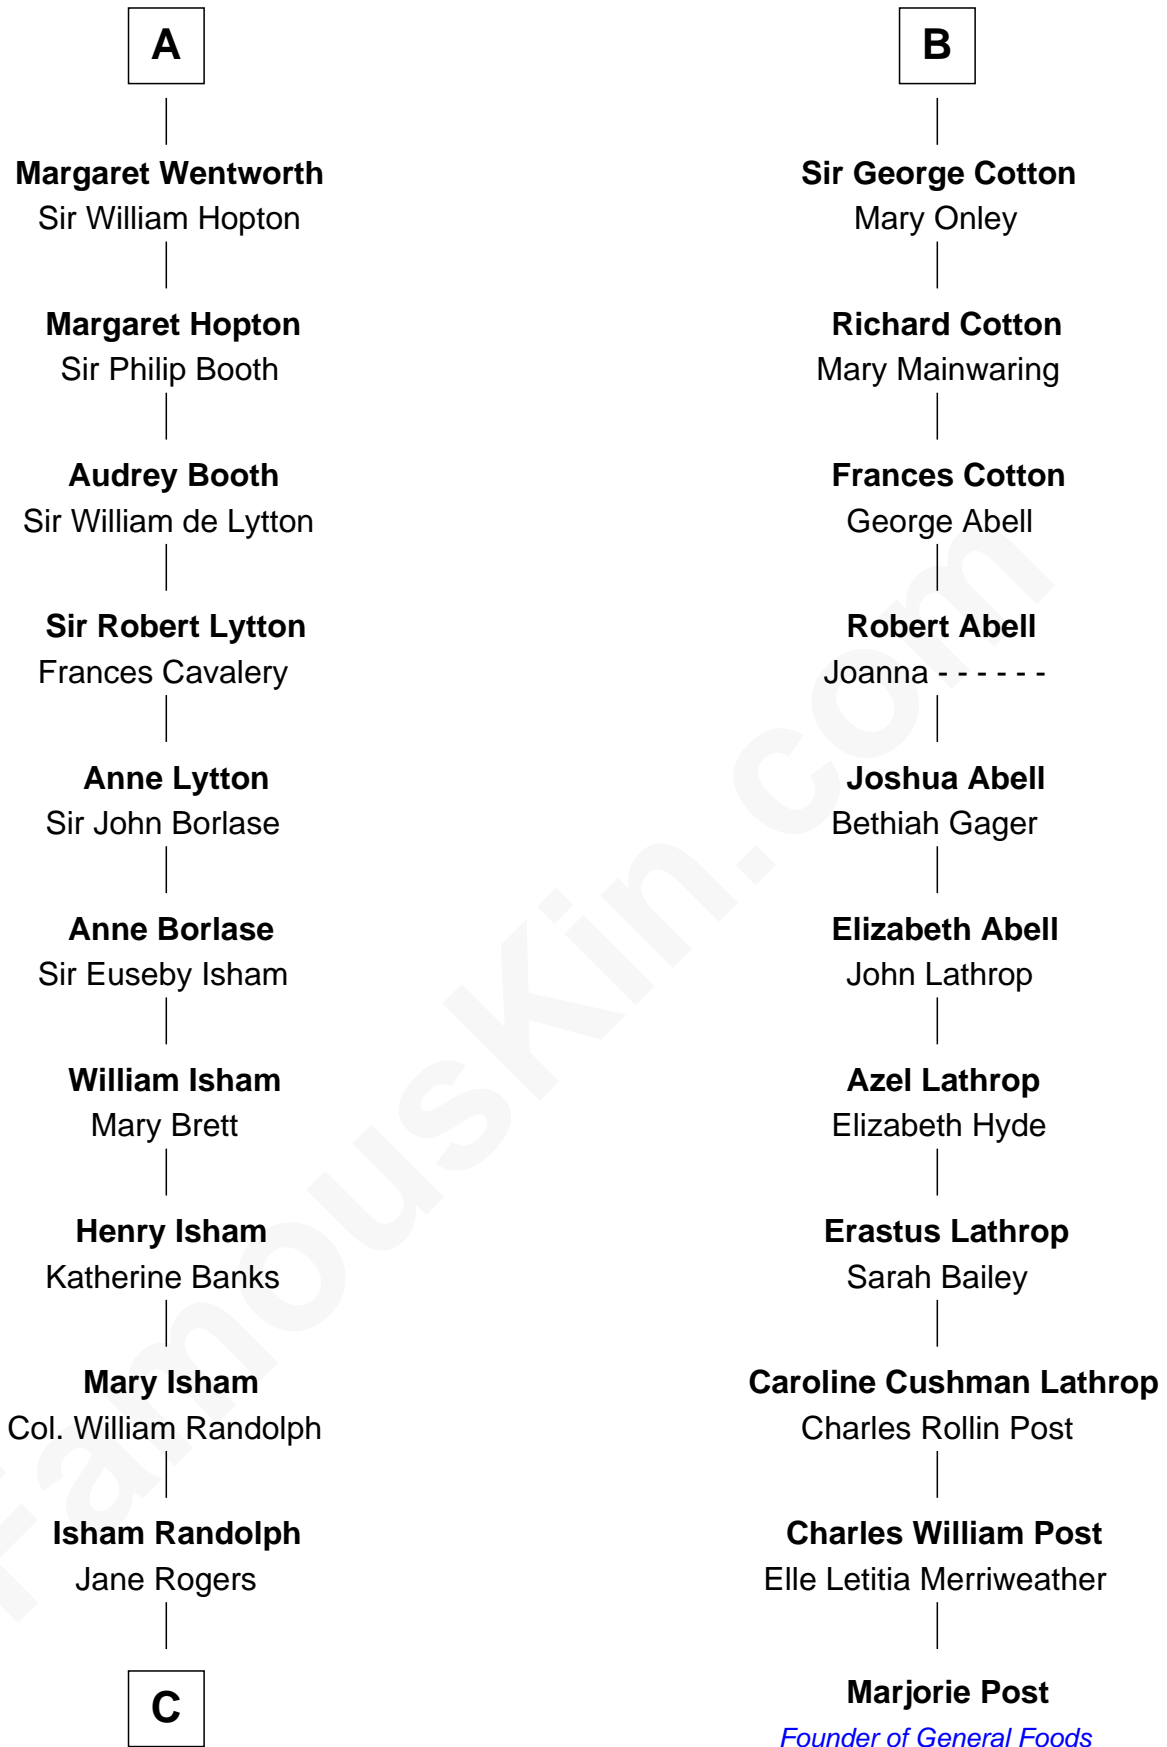 A
Margaret Wentworth
Sir William Hopton
Margaret Hopton
Sir Philip Booth
Audrey Booth
Sir William de Lytton
Sir Robert Lytton
Frances Cavalery
Anne Lytton
Sir John Borlase
Anne Borlase
Sir Euseby Isham
William Isham
Mary Brett
Henry Isham
Katherine Banks
Mary Isham
Col. William Randolph
Isham Randolph
Jane Rogers
C
B
Sir George Cotton
Mary Onley
Richard Cotton
Mary Mainwaring
Frances Cotton
George Abell
Robert Abell
Joanna - - - - - -
Joshua Abell
Bethiah Gager
Elizabeth Abell
John Lathrop
Azel Lathrop
Elizabeth Hyde
Erastus Lathrop
Sarah Bailey
Caroline Cushman Lathrop
Charles Rollin Post
Charles William Post
Elle Letitia Merriweather
Marjorie Post
Founder of General Foods
FamousKin.com